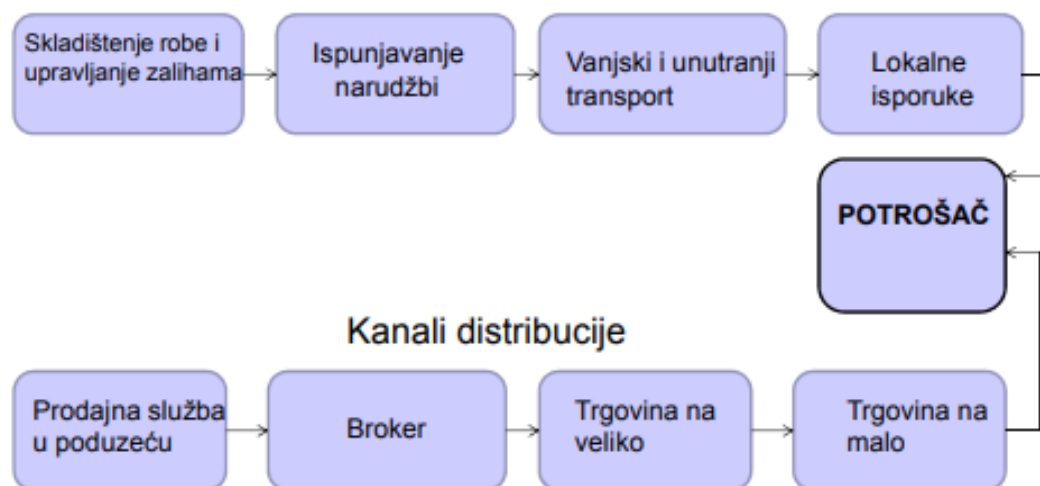 Skladištenje robe i
upravljanje zalihama
Ispunjavanje
narudžbi
Vanjski i unutranji
transport
Lokalne
isporuke
POTROŠAČ
Kanali distribucije
Prodajna služba
u poduzeću
Broker
Trgovina na
veliko
Trgovina na
malo